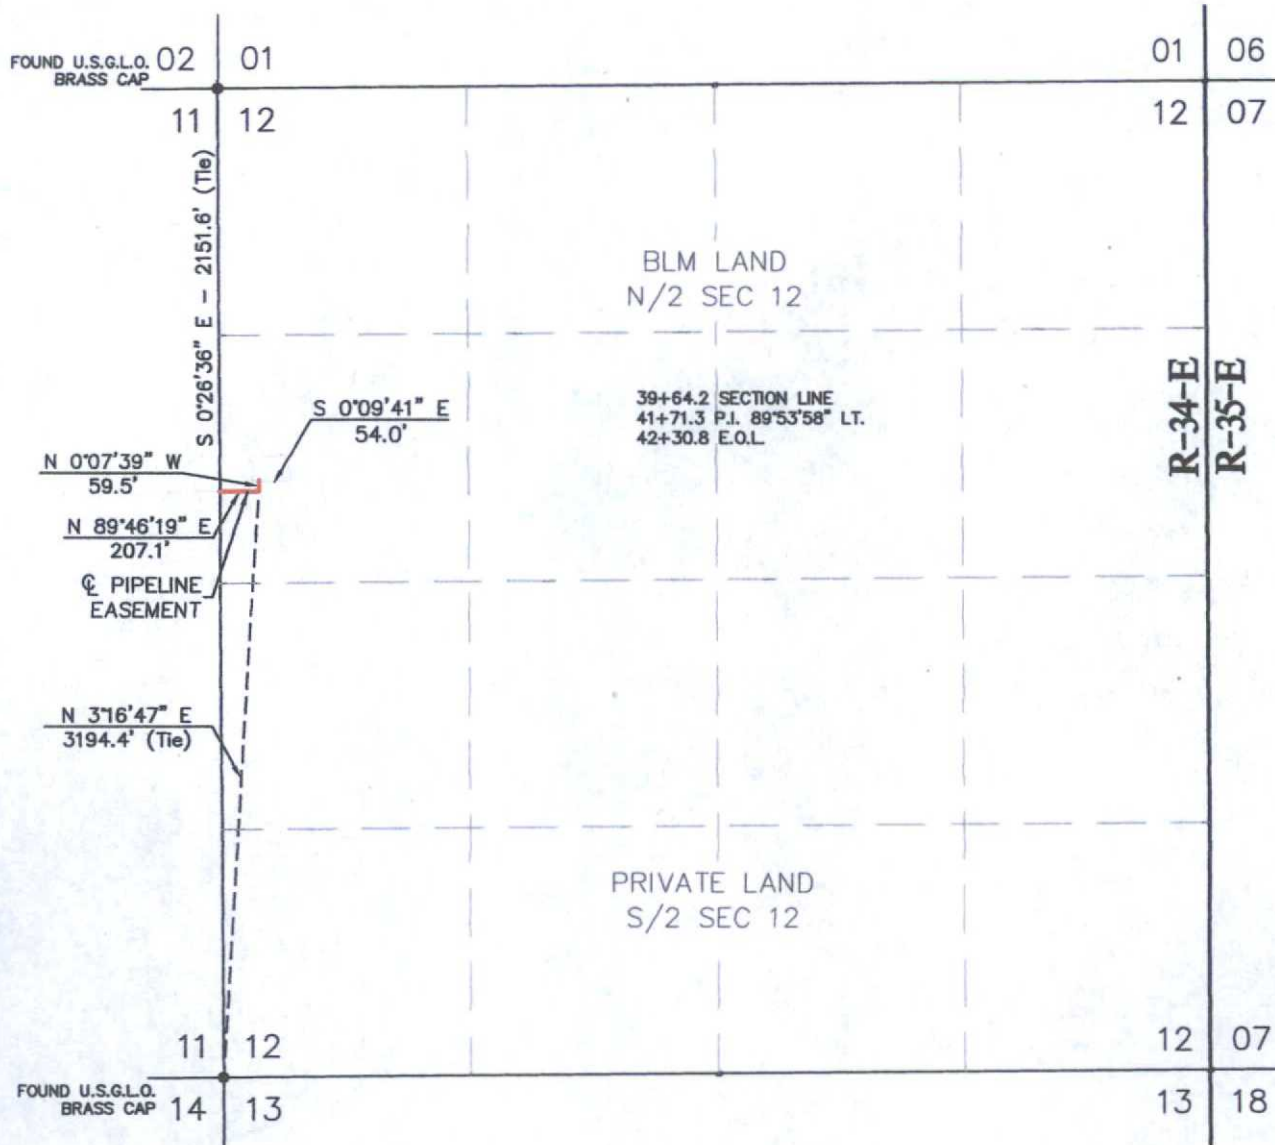 FOUND U.S.G.L.O.
BRASS CAP
02 01
01 06
11 12
12 07
S 0°26'36" E - 2151.6' (Tie)
BLM LAND
N/2 SEC 12
39+64.2 SECTION LINE
41+71.3 P.I. 89°53'58" LT.
42+30.8 E.O.L.
S 0°09'41" E
54.0'
R-34-E
R-35-E
N 0°07'39" W
59.5'
N 89°46'19" E
207.1'
℄ PIPELINE
EASEMENT
N 3°16'47" E
3194.4' (Tie)
PRIVATE LAND
S/2 SEC 12
11 12
12 07
FOUND U.S.G.L.O.
BRASS CAP
14 13
13 18